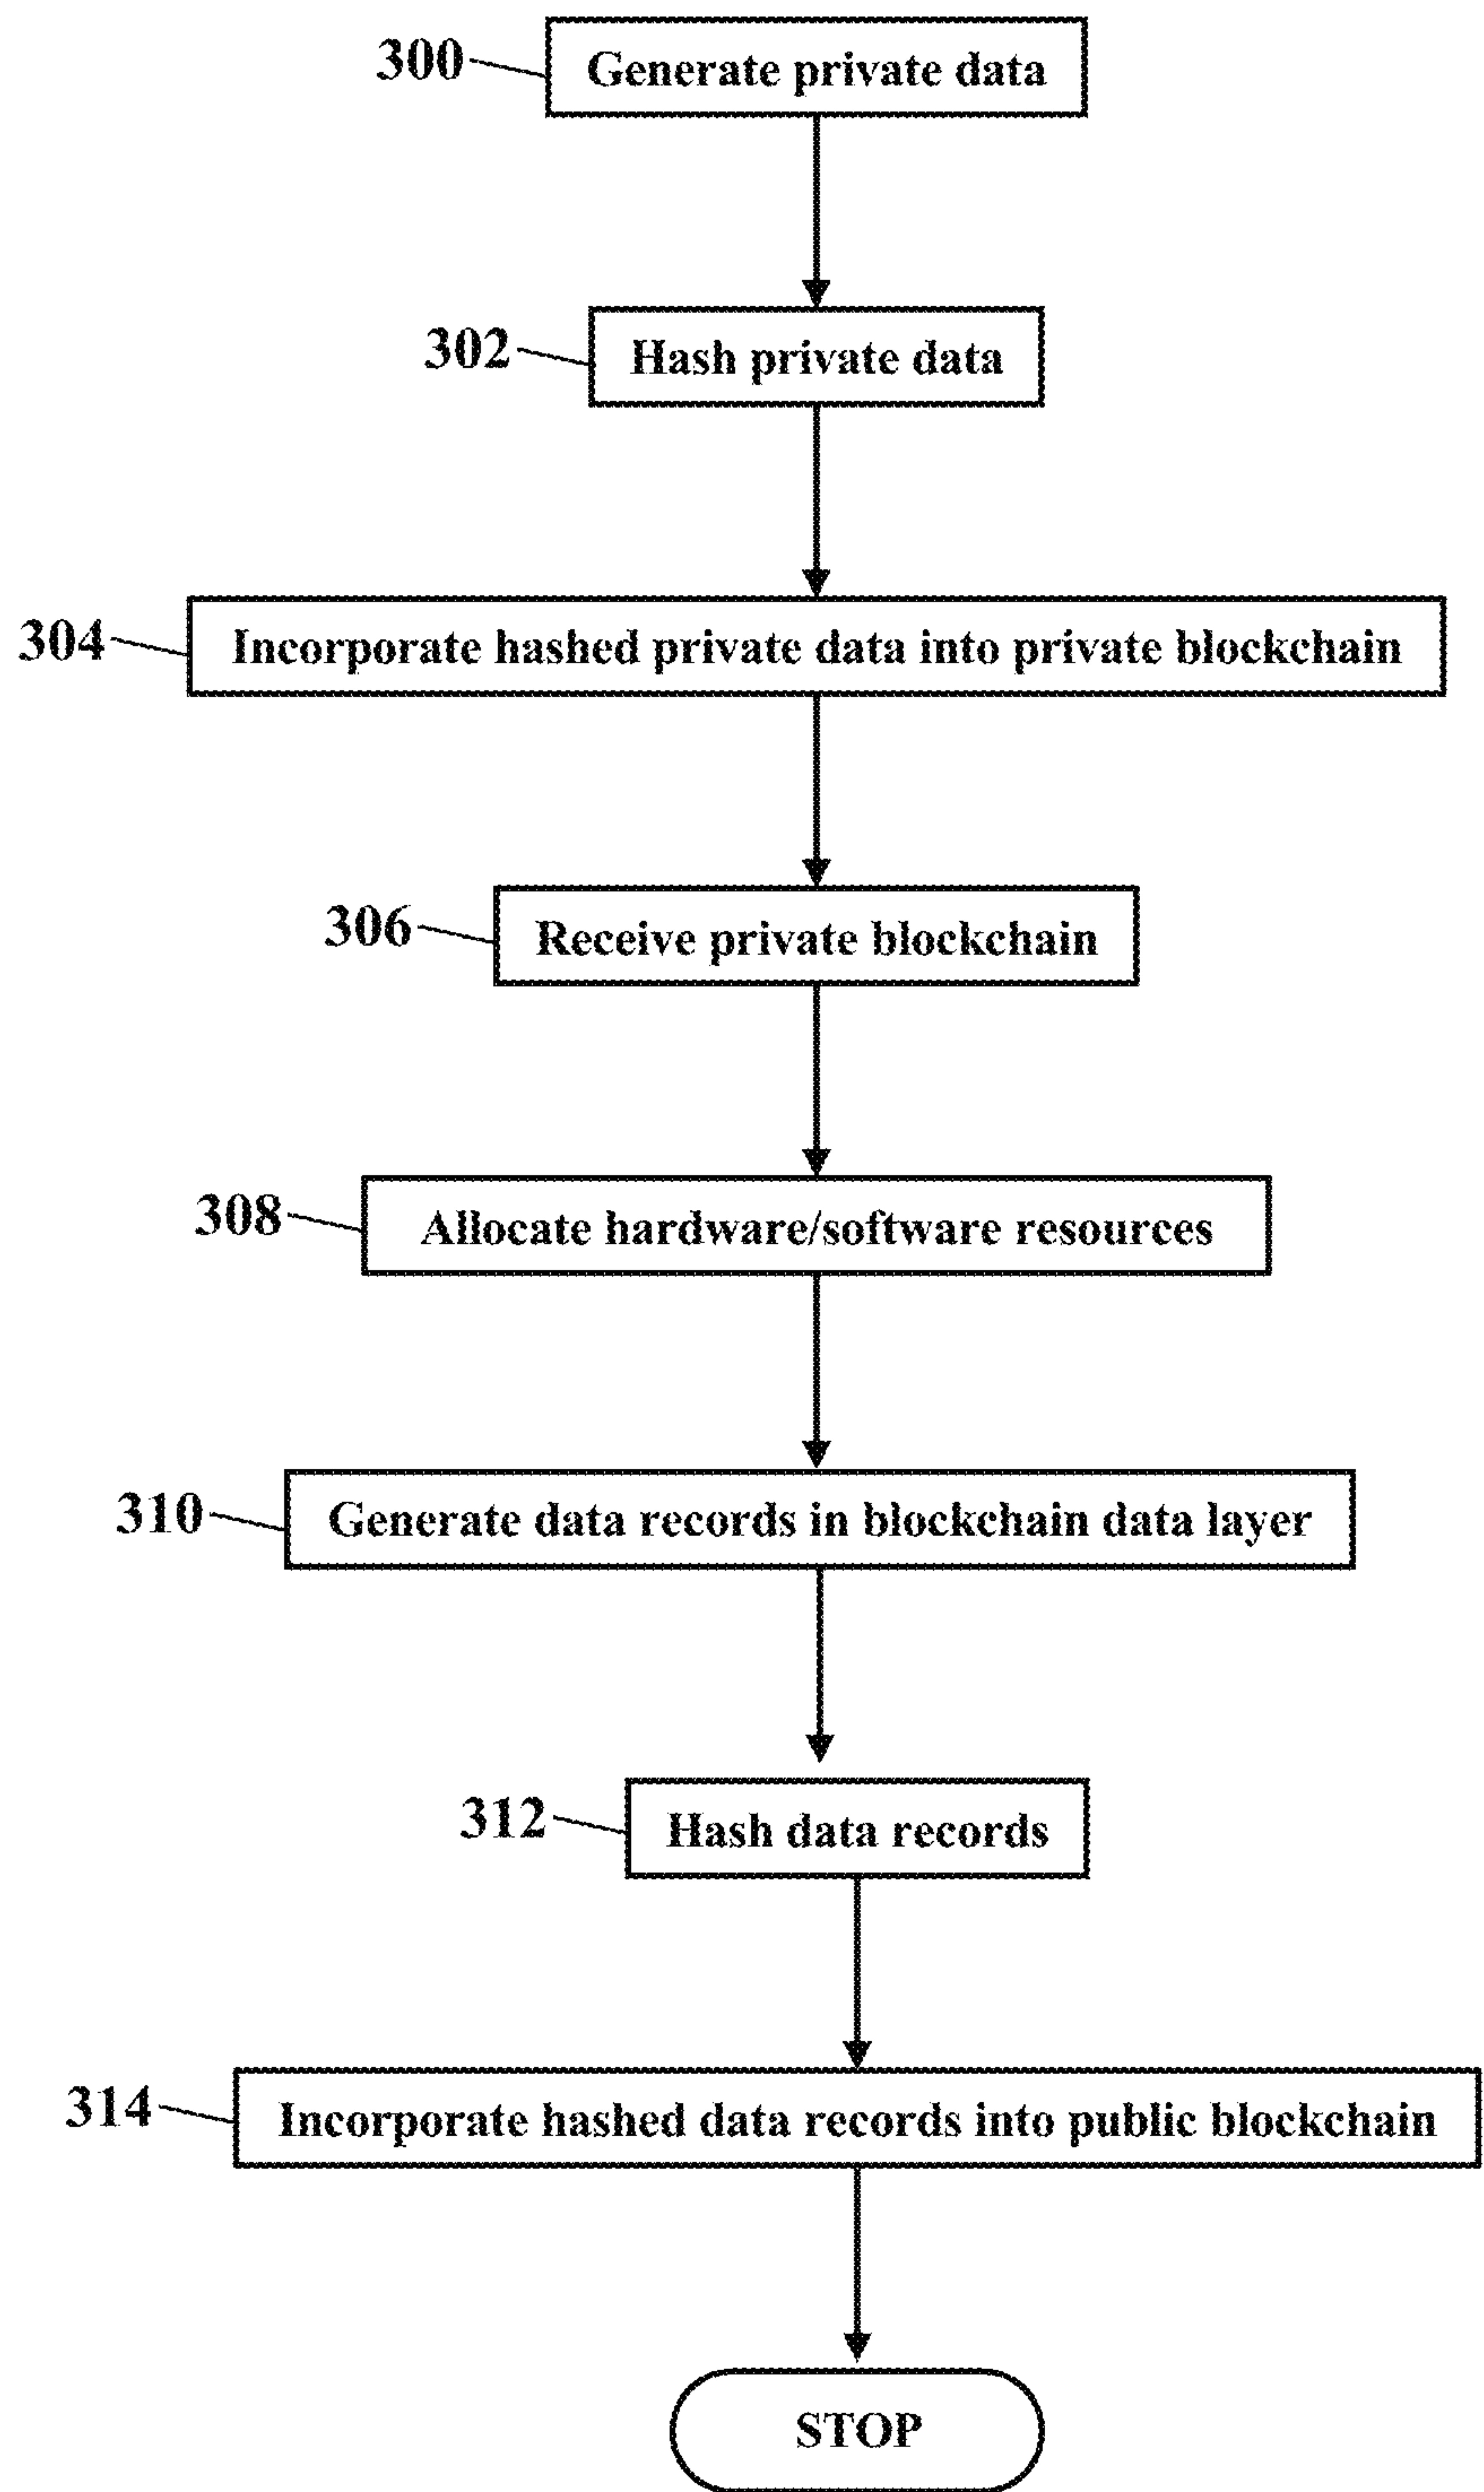 300 Generate private data
302 Hash private data
304 Incorporate hashed private data into private blockchain
306 Receive private blockchain
308 Allocate hardware/software resources
310 Generate data records in blockchain data layer
312 Hash data records
314 Incorporate hashed data records into public blockchain
STOP